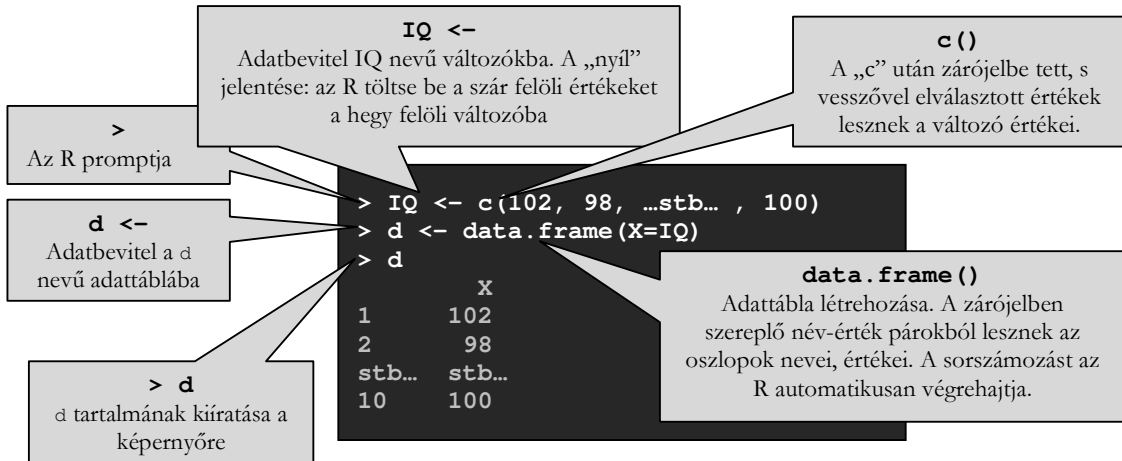 IQ <-
Adatbevitel IQ nevű változókba. A „nyíl”
jelentése: az R töltse be a szár felöli értékeket
a hegy felöli változóba
c()
A „c” után zárójelbe tett, s
vesszővel elválasztott értékek
lesznek a változó értékei.
>
Az R promptja
d <-
Adatbevitel a d
nevű adattáblába
> IQ <- c(102, 98, …stb… , 100)
> d <- data.frame(X=IQ)
> d
X
1 102
2 98
stb… stb…
10 100
data.frame()
Adattábla létrehozása. A zárójelben
szereplő név-érték párokból lesznek az
oszlopok nevei, értékei. A sorszámozást az
R automatikusan végrehajtja.
> d
d tartalmának kiíratása a
képernyőre